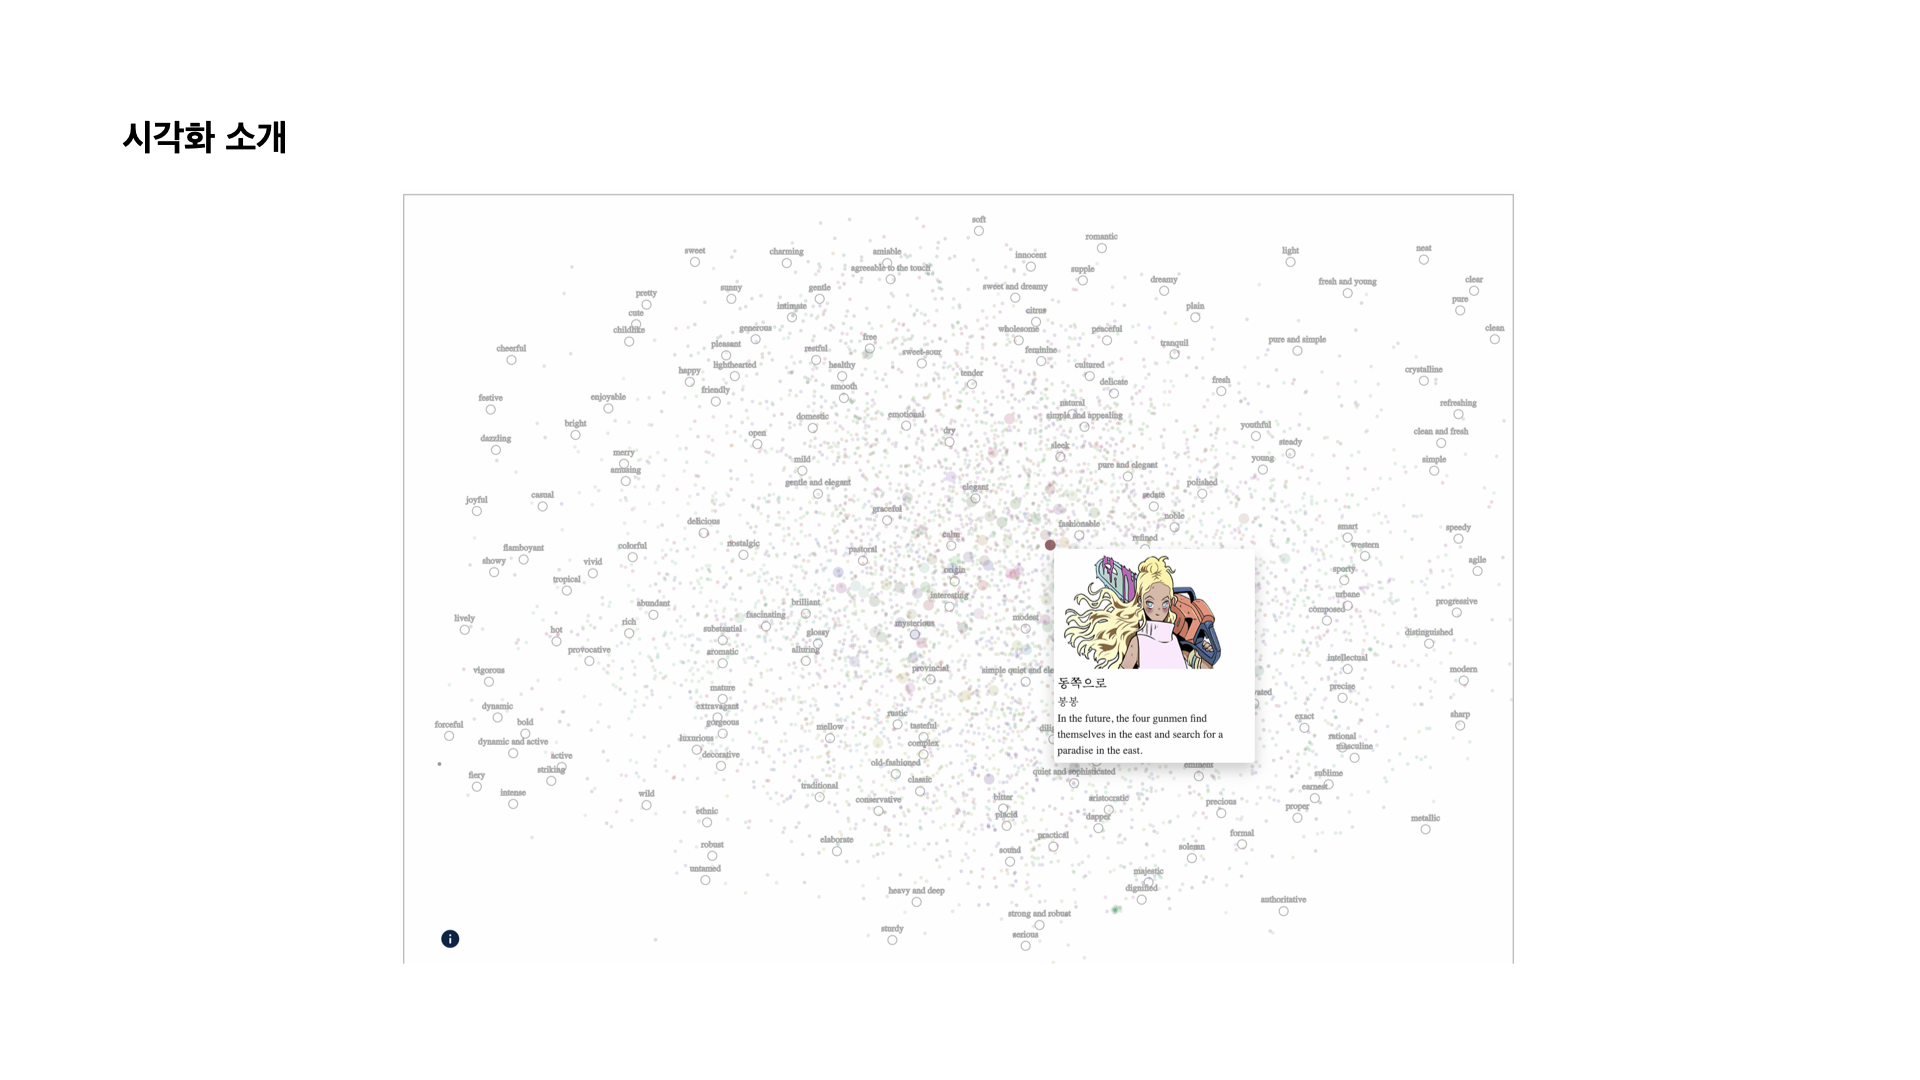 시각화 소개
soft
romantic
sweet
charming
amiable
innocent
light
neat
agreeable to the touch
supple
dreamy
fresh and young
clear
sunny
gentle
sweet and dreamy
pretty
intimate
plain
pure
cute
citrus
childlike
generous
wholesome
peaceful
clean
cheerful
pleasant
restful
free
sweet-sour
feminine
tranquil
pure and simple
happy
lighthearted
healthy
tender
cultured
crystalline
friendly
smooth
delicate
fresh
festive
enjoyable
natural
refreshing
domestic
emotional
simple and appealing
bright
open
dry
youthful
clean and fresh
dazzling
merry
mild
sleek
steady
amusing
pure and elegant
young
simple
gentle and elegant
elegant
polished
joyful
casual
graceful
sedate
delicious
fashionable
noble
smart
speedy
flamboyant
colorful
nostalgic
pastoral
calm
refined
western
showy
vivid
tropical
origin
sporty
agile
abundant
fascinating
brilliant
interesting
urbane
progressive
lively
hot
rich
substantial
glossy
mysterious
modest
composed
distinguished
provocative
aromatic
alluring
vigorous
provincial
simple quiet and ele
intellectual
modern
mature
동쪽으로
vated
precise
dynamic
extravagant
봉봉
forceful
bold
gorgeous
mellow
rustic
tasteful
dili
In the future, the four gunmen find
exact
sharp
dynamic and active
luxurious
complex
themselves in the east and search for a
rational
masculine
active
decorative
old-fashioned
paradise in the east.
fiery
striking
classic
quiet and sophisticated
eminent
sublime
intense
wild
traditional
conservative
bitter
aristocratic
precious
earnest
proper
ethnic
placid
dapper
metallic
robust
elaborate
practical
formal
untamed
sound
solemn
heavy and deep
majestic
dignified
authoritative
strong and robust
sturdy
serious
i